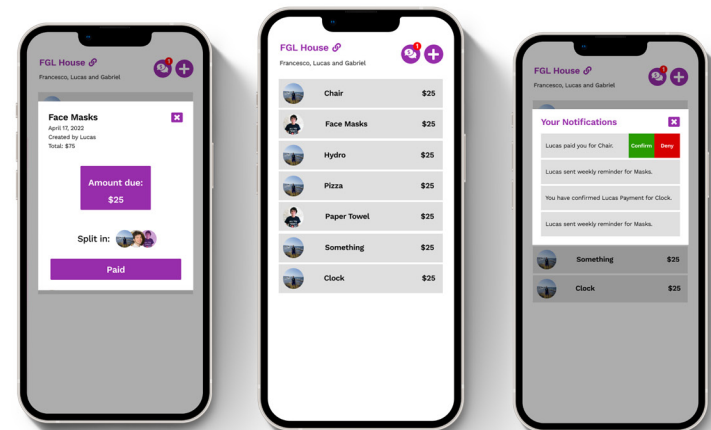 FGL House
Francesco, Lucas and Gabriel
1
Face Masks
April 17, 2022
Created by Lucas
Total: $75
Amount due:
$25
Split in:
Paid
FGL House
Francesco, Lucas and Gabriel
1
Chair $25
Face Masks $25
Hydro $25
Pizza $25
Paper Towel $25
Something $25
Clock $25
FGL House
Francesco, Lucas and Gabriel
1
Your Notifications
Lucas paid you for Chair. Confirm Deny
Lucas sent weekly reminder for Masks.
You have confirmed Lucas Payment for Clock.
Lucas sent weekly reminder for Masks.
Something $25
Clock $25